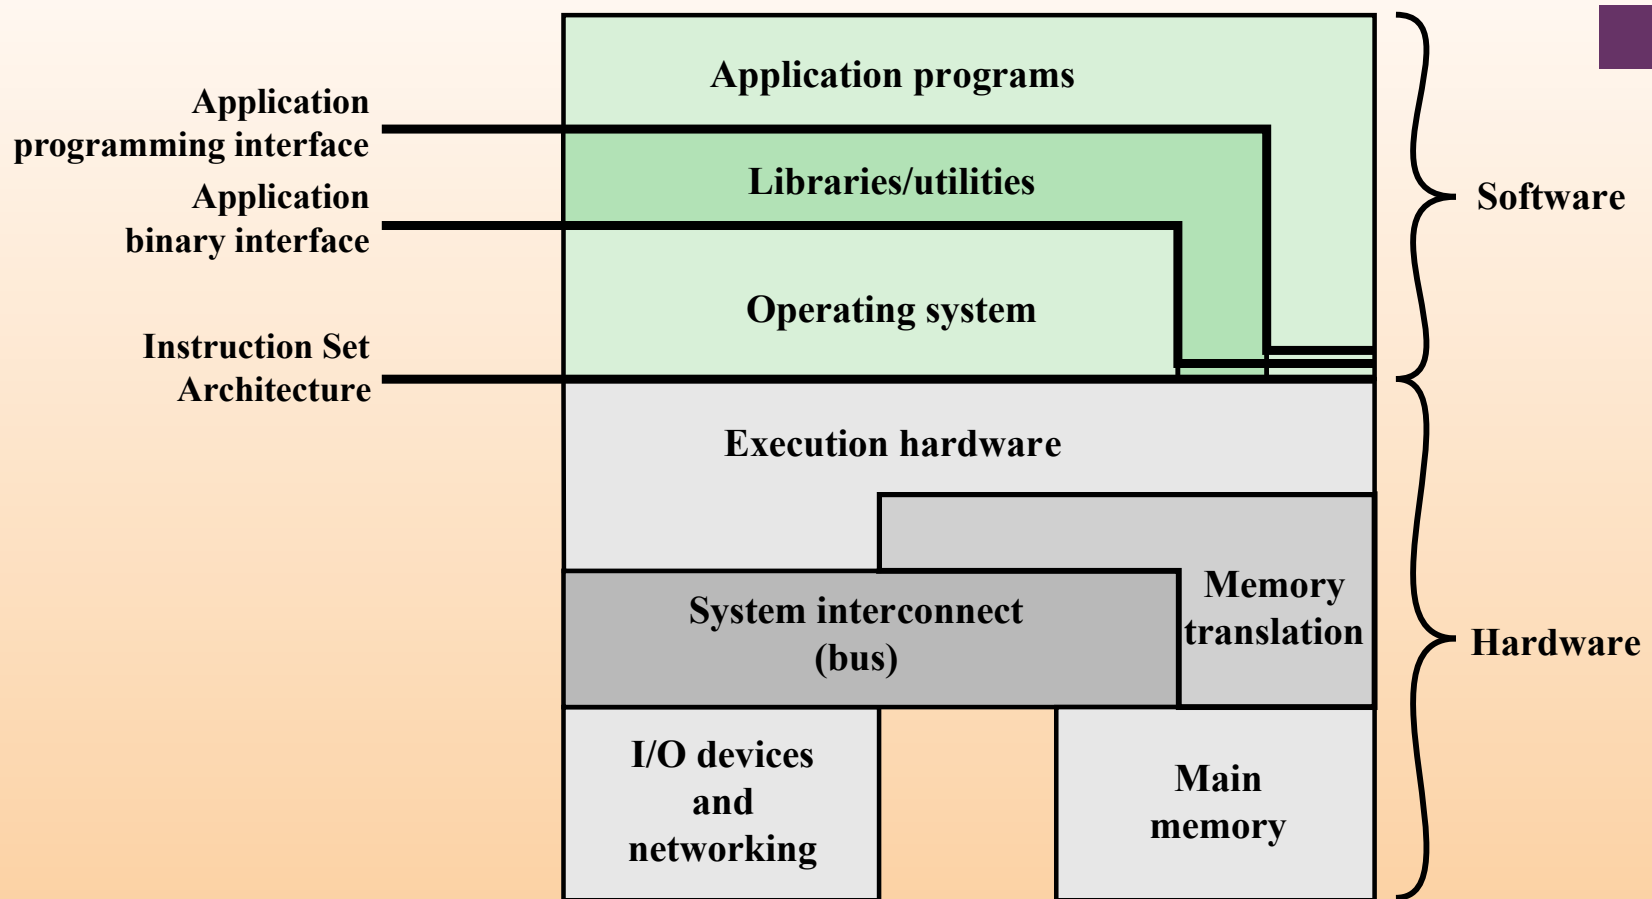 Application programs
Application
programming interface
Libraries/utilities
Application
binary interface
Software
Operating system
Instruction Set
Architecture
Execution hardware
Memory
translation
System interconnect
(bus)
Hardware
I/O devices
and
networking
Main
memory